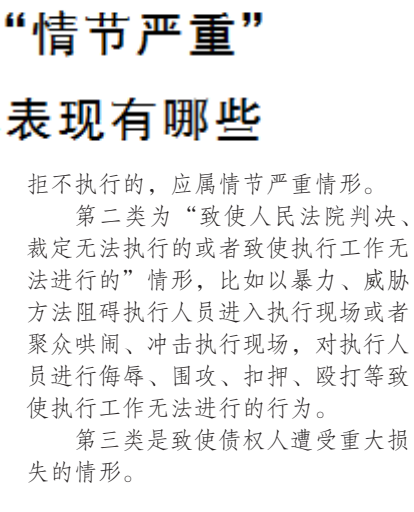 “情节严重”
表现有哪些
拒不执行的，应属情节严重情形。
第二类为“致使人民法院判决、
裁定无法执行的或者致使执行工作无
法进行的”情形，比如以暴力、威胁
方法阻碍执行人员进入执行现场或者
聚众哄闹、冲击执行现场，对执行人
员进行侮辱、围攻、扣押、殴打等致
使执行工作无法进行的行为。
第三类是致使债权人遭受重大损
失的情形。